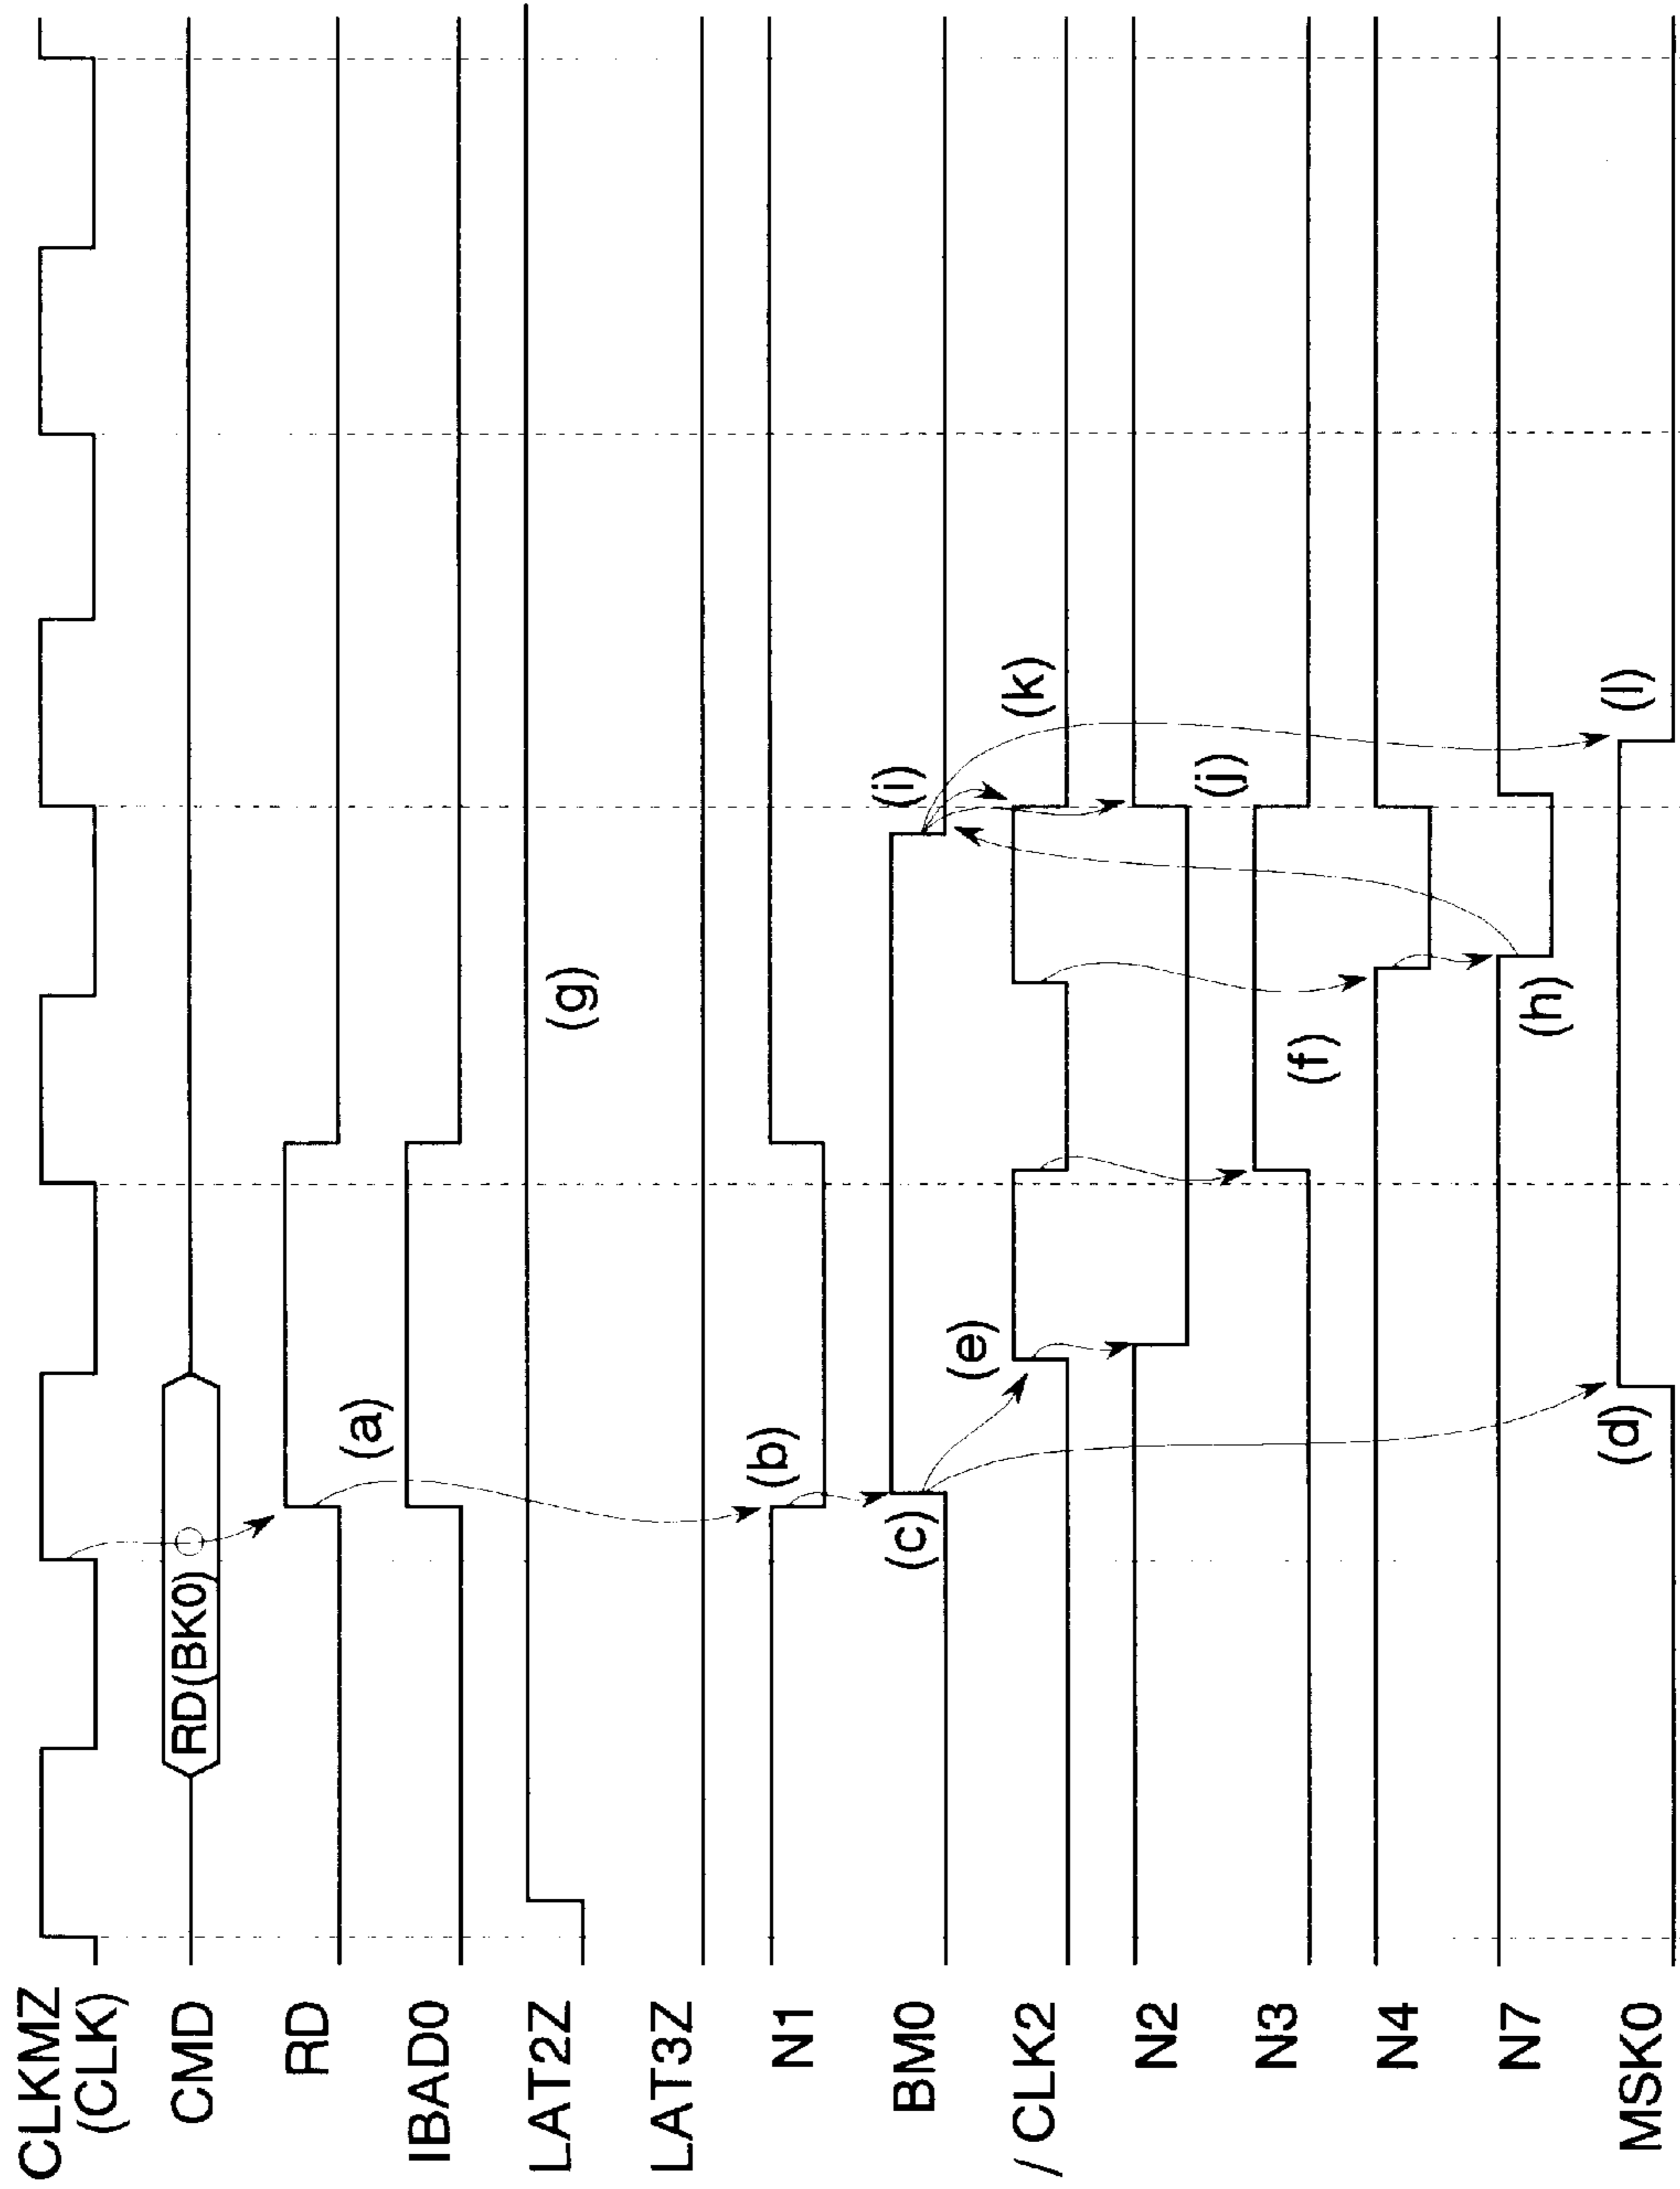 CLKMZ
(CLK)
CMD
RD(BK0)
RD
(a)
IBAD0
LAT2Z
(g)
LAT3Z
N1
(b)
BM0
(c)
(i)
/ CLK2
(e)
(k)
N2
(j)
N3
(f)
N4
N7
(h)
MSK0
(d)
(l)